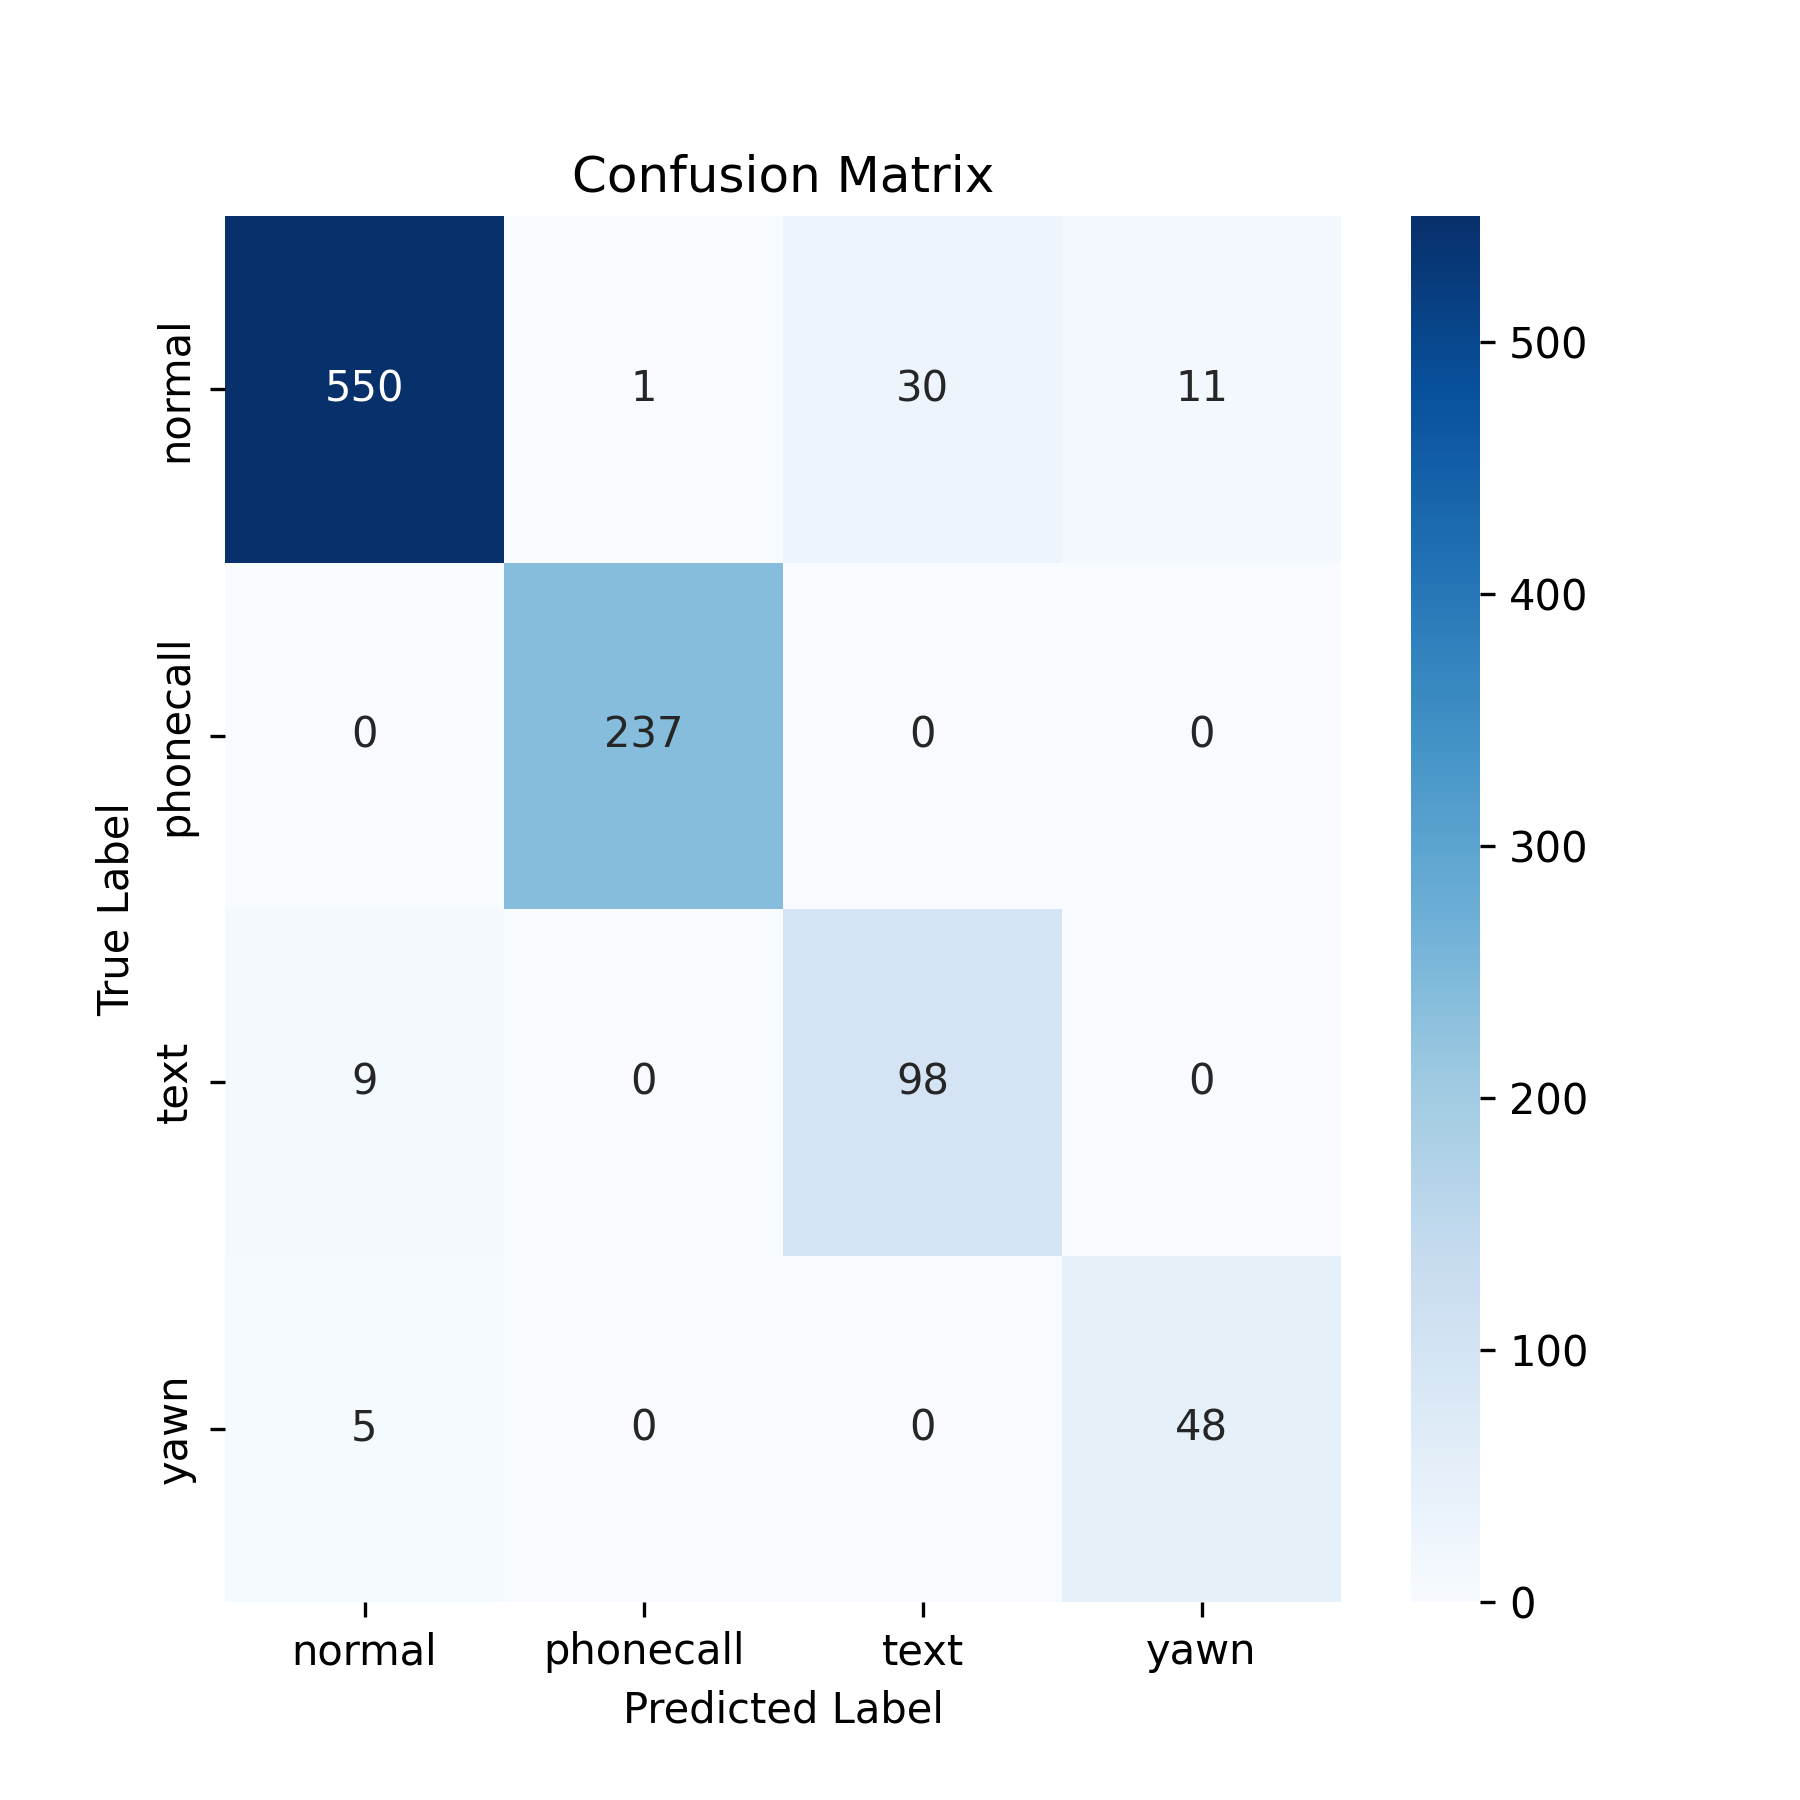 Confusion Matrix
True Label
normal
550 1 30 11
phonecall
0 237 0 0
text
9 0 98 0
yawn
5 0 0 48
normal phonecall text yawn
Predicted Label
500
400
300
200
100
0